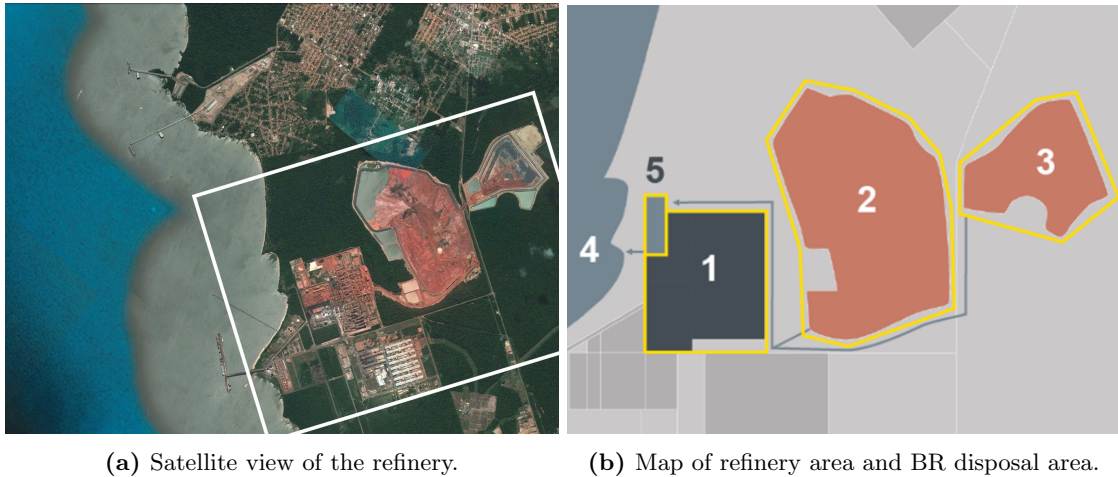 5
3
2
4
1
(a) Satellite view of the refinery.
(b) Map of refinery area and BR disposal area.